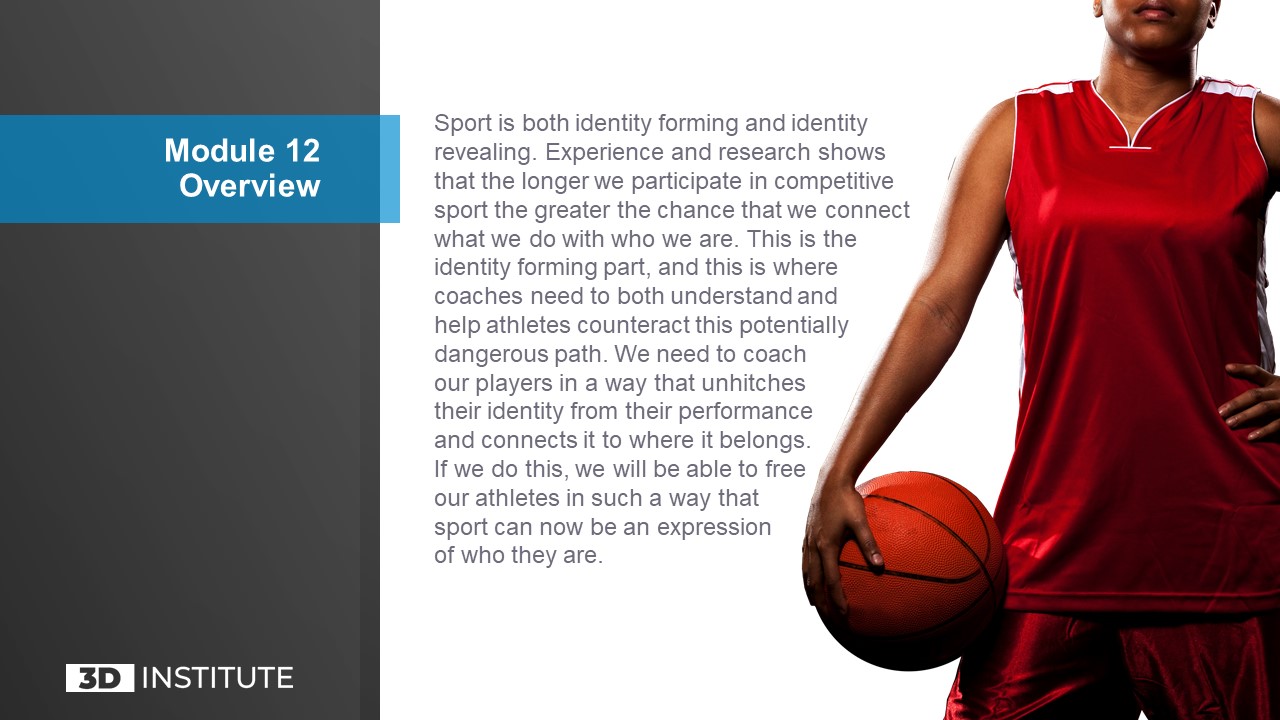 Module 12
Overview
Sport is both identity forming and identity
revealing. Experience and research shows
that the longer we participate in competitive
sport the greater the chance that we connect
what we do with who we are. This is the
identity forming part, and this is where
coaches need to both understand and
help athletes counteract this potentially
dangerous path. We need to coach
our players in a way that unhitches
their identity from their performance
and connects it to where it belongs.
If we do this, we will be able to free
our athletes in such a way that
sport can now be an expression
of who they are.
3D INSTITUTE